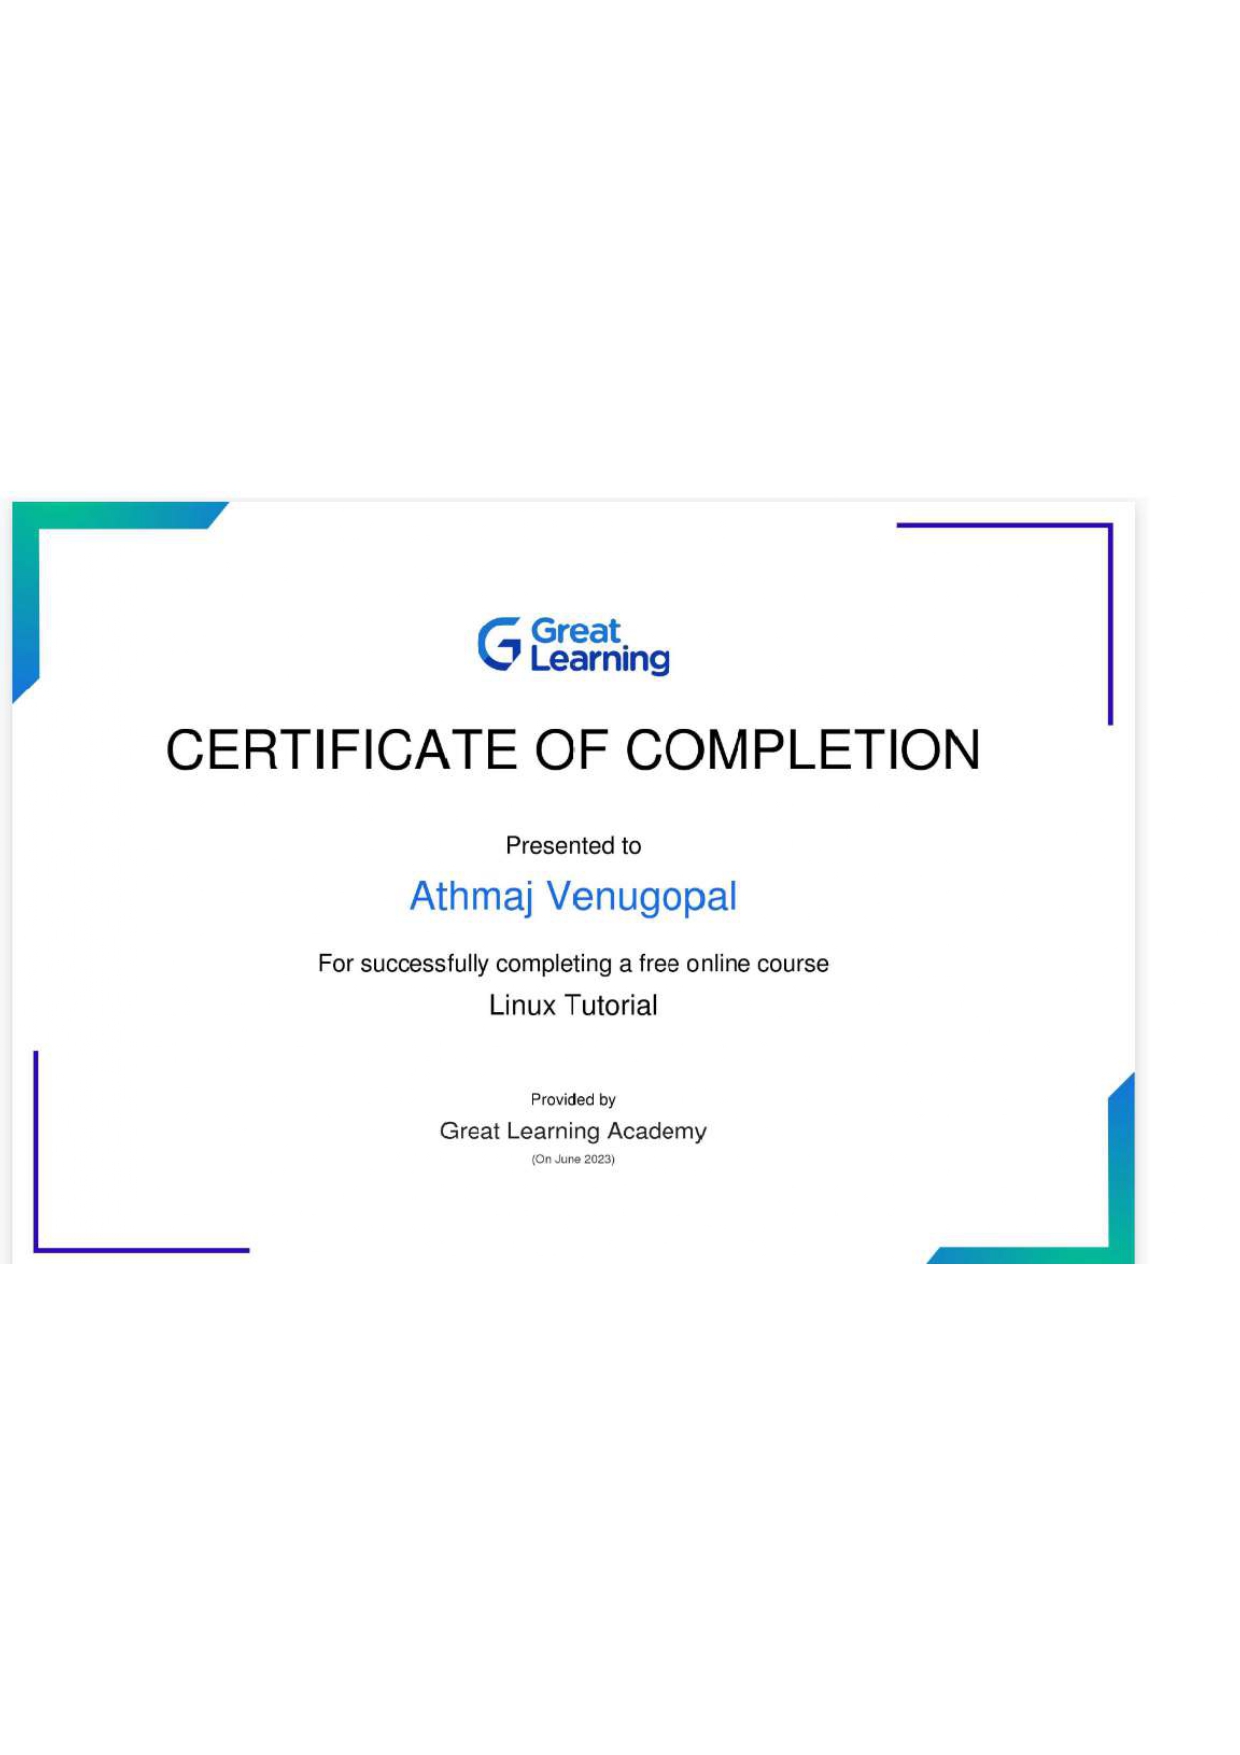 Great
Learning
CERTIFICATE OF COMPLETION
Presented to
Athmaj Venugopal
For successfully completing a free online course
Linux Tutorial
Provided by
Great Learning Academy
(On June 2023)